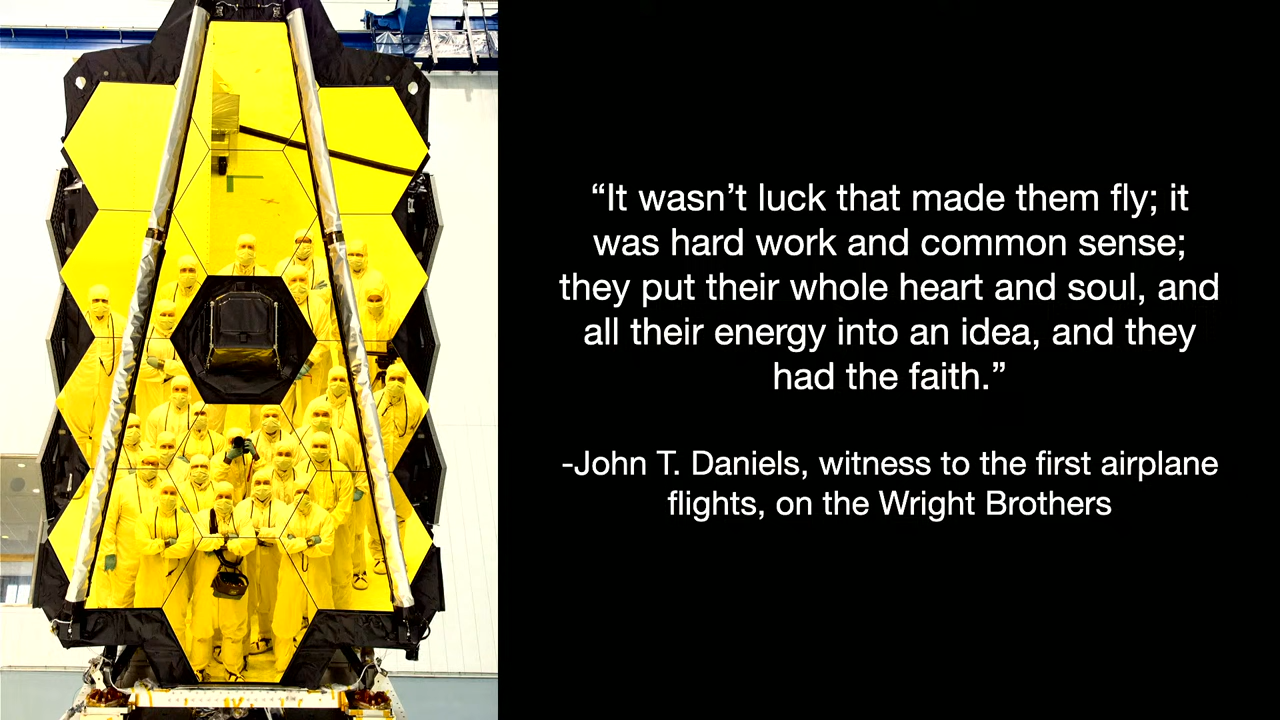 “It wasn’t luck that made them fly; it
was hard work and common sense;
they put their whole heart and soul, and
all their energy into an idea, and they
had the faith.”
-John T. Daniels, witness to the first airplane
flights, on the Wright Brothers